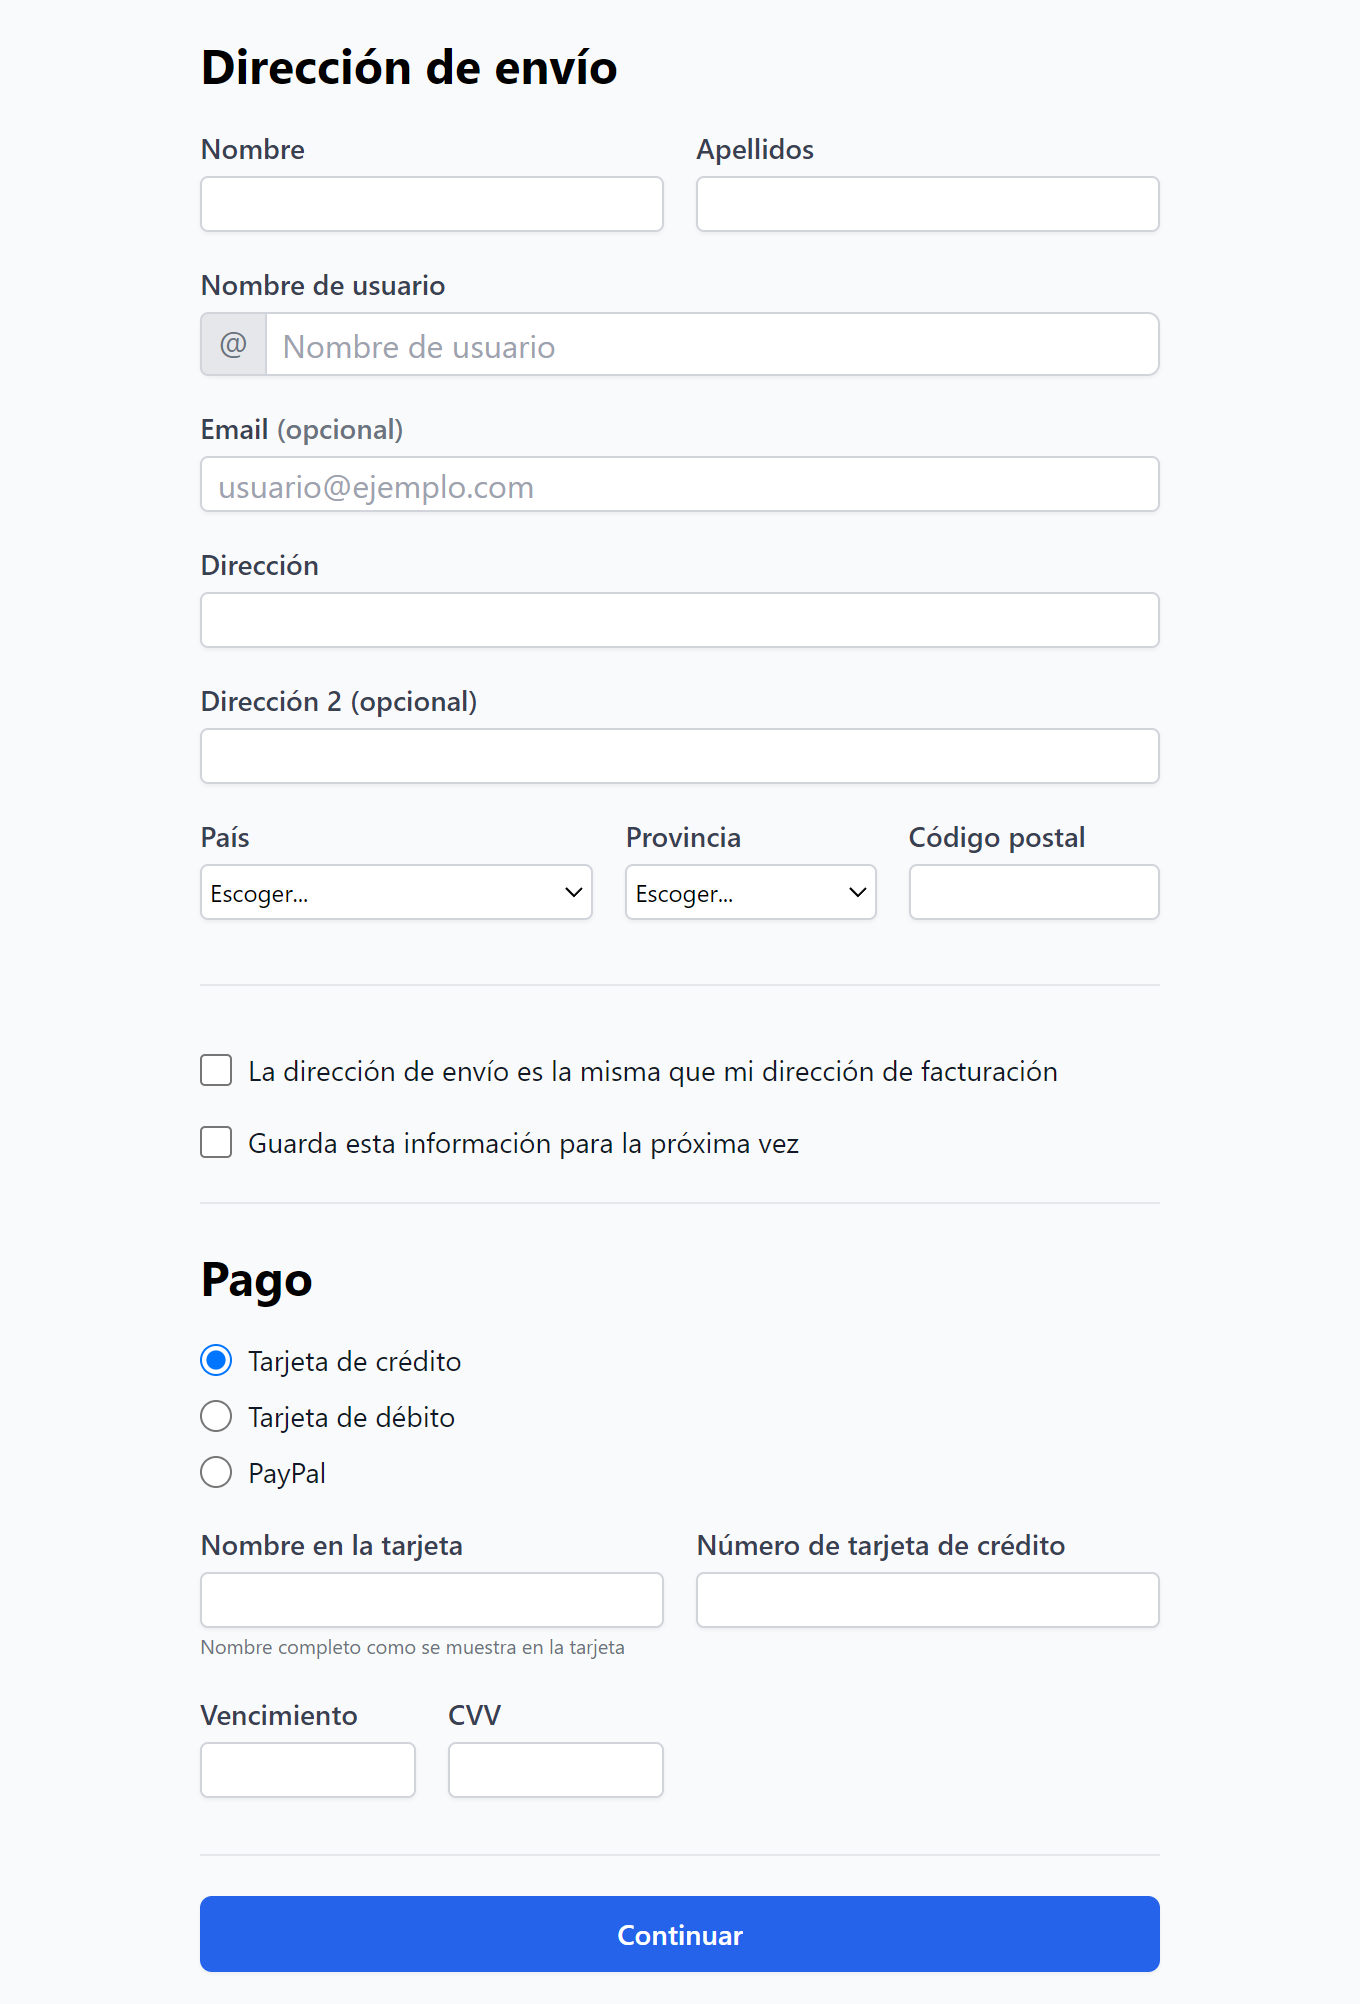 Dirección de envío
Nombre Apellidos
Nombre de usuario
@ Nombre de usuario
Email (opcional)
usuario@ejemplo.com
Dirección
Dirección 2 (opcional)
País Provincia Código postal
Escoger... Escoger...
La dirección de envío es la misma que mi dirección de facturación
Guarda esta información para la próxima vez
Pago
Tarjeta de crédito
Tarjeta de débito
PayPal
Nombre en la tarjeta Número de tarjeta de crédito
Nombre completo como se muestra en la tarjeta
Vencimiento CVV
Continuar